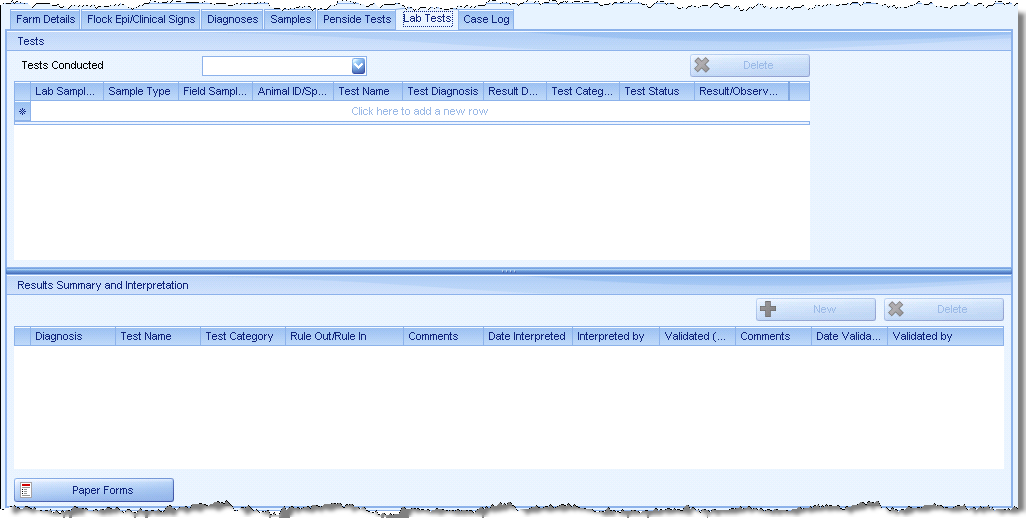 Farm Details Flock Epi/Clinical Signs Diagnoses Samples Penside Tests Lab Tests Case Log
Tests
Tests Conducted Delete
Lab Sampl... Sample Type Field Sampl... Animal ID/Sp... Test Name Test Diagnosis Result D... Test Categ... Test Status Result/Observ...
Click here to add a new row
Results Summary and Interpretation
New Delete
Diagnosis Test Name Test Category Rule Out/Rule In Comments Date Interpreted Interpreted by Validated (... Comments Date Valida... Validated by
Paper Forms